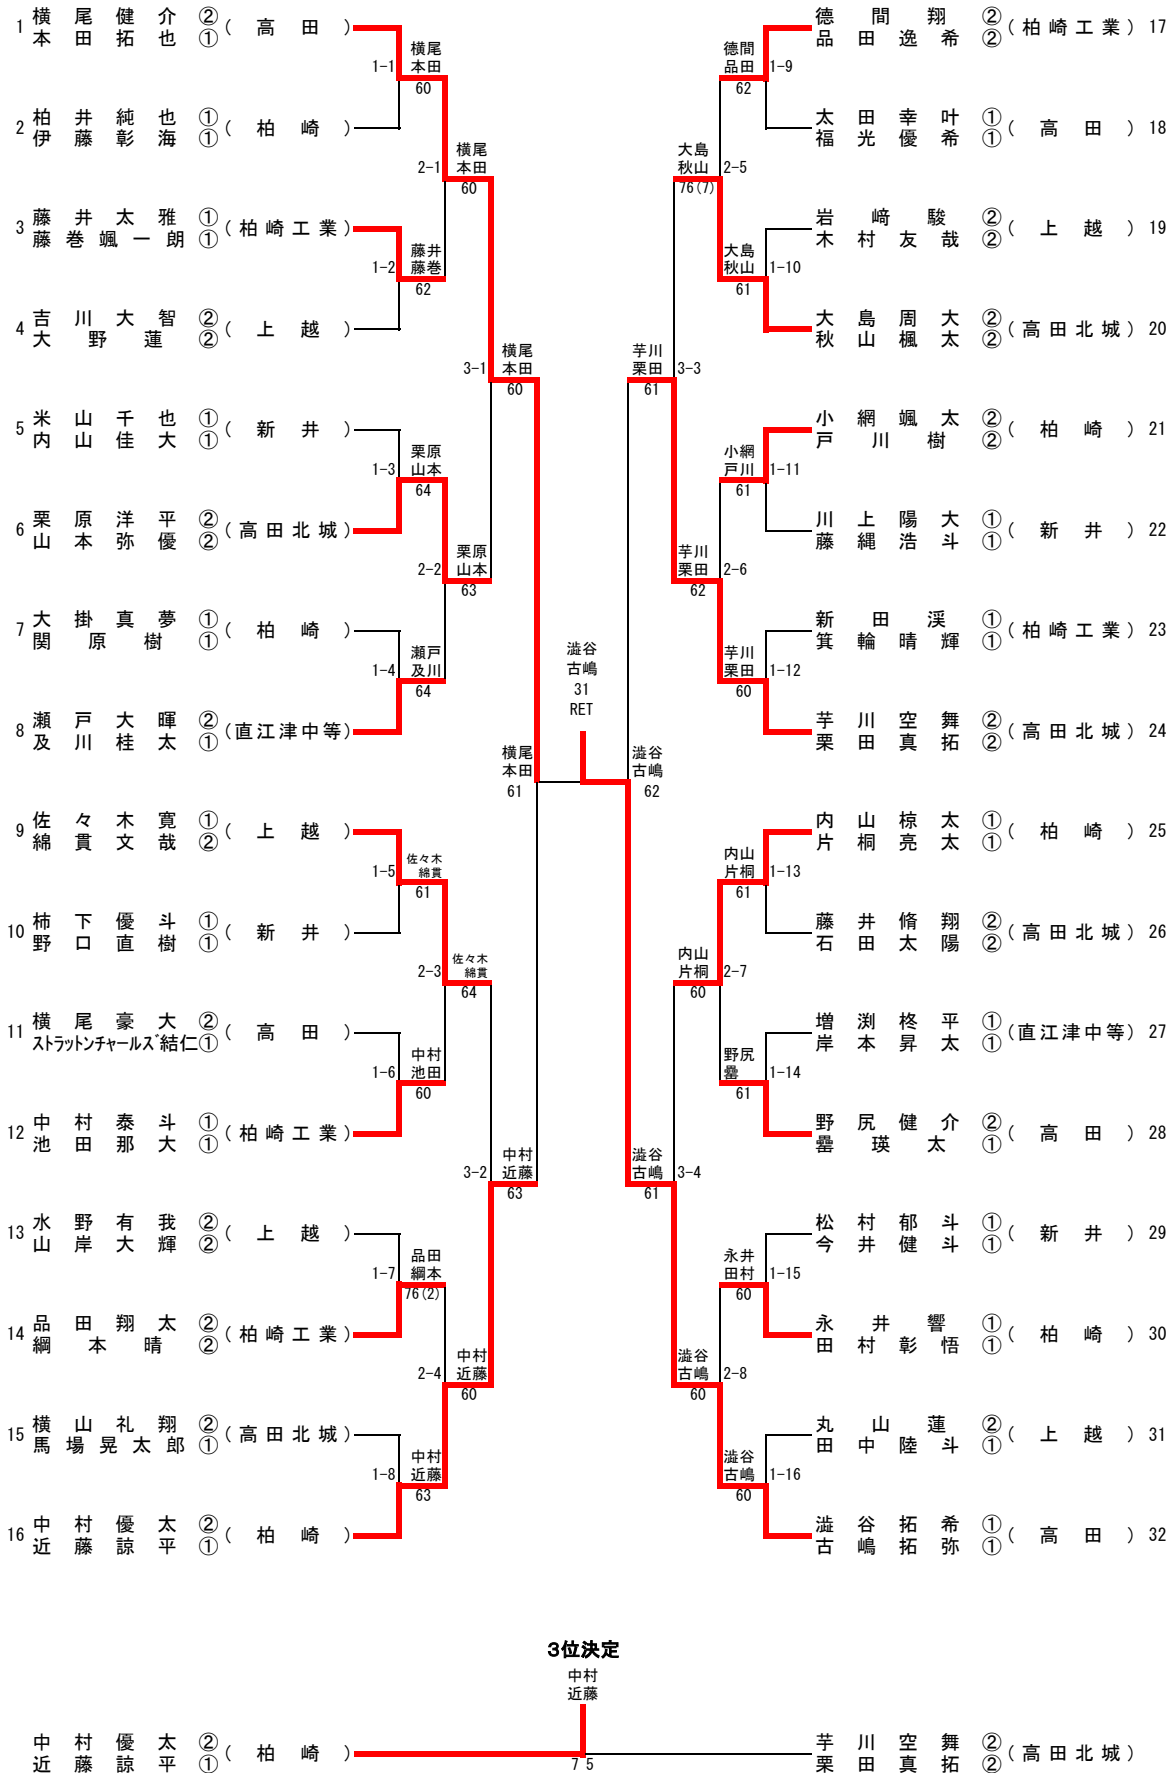 1 横尾健介 ② (高田)
本田拓也 ①
2 柏井純也 ① (柏崎)
伊藤彰海 ①
3 藤井太雅 ① (柏崎工業)
藤巻颯一朗 ①
4 吉川大智 ② (上越)
大野蓮 ②
5 米山千也 ① (新井)
内山佳大 ①
6 栗原洋平 ② (高田北城)
山本弥優 ②
7 大掛真夢 ① (柏崎)
関原樹 ①
8 瀬戸大暉 ② (直江津中等)
及川桂太 ①
9 佐々木寛 ① (上越)
綿貫文哉 ②
10 柿下優斗 ① (新井)
野口直樹 ①
11 横尾豪大 ② (高田)
ストラットンチャールズ結仁 ①
12 中村泰斗 ① (柏崎工業)
池田那大 ①
13 水野有我 ② (上越)
山岸大輝 ②
14 品田翔太 ② (柏崎工業)
綱本晴 ②
15 横山礼翔 ② (高田北城)
馬場晃太郎 ①
16 中村優太 ② (柏崎)
近藤諒平 ①
1-1
横尾
本田
60
1-2
藤井
藤巻
62
1-3
栗原
山本
64
1-4
瀬戸
及川
64
1-5
佐々木
綿貫
61
1-6
中村
池田
60
1-7
品田
綱本
76(2)
1-8
中村
近藤
63
2-1
横尾
本田
60
2-2
栗原
山本
63
2-3
佐々木
綿貫
64
2-4
中村
近藤
60
3-1
横尾
本田
60
3-2
中村
近藤
63
横尾
本田
61
澁谷
古嶋
31
RET
澁谷
古嶋
62
芋川
栗田
61
3-3
澁谷
古嶋
61
3-4
大島
秋山
76(7)
2-5
芋川
栗田
62
2-6
内山
片桐
60
2-7
澁谷
古嶋
60
2-8
德間
品田
62
1-9
大島
秋山
61
1-10
小網
戸川
61
1-11
芋川
栗田
60
1-12
内山
片桐
61
1-13
野尻
罍
61
1-14
永井
田村
60
1-15
澁谷
古嶋
60
1-16
德間翔 ② (柏崎工業) 17
品田逸希 ②
太田幸叶 ① (高田) 18
福光優希 ①
岩﨑駿 ② (上越) 19
木村友哉 ②
大島周大 ② (高田北城) 20
秋山楓太 ②
小網颯太 ② (柏崎) 21
戸川樹 ②
川上陽大 ① (新井) 22
藤縄浩斗 ①
新田渓 ① (柏崎工業) 23
箕輪晴輝 ①
芋川空舞 ② (高田北城) 24
栗田真拓 ②
内山椋太 ① (柏崎) 25
片桐亮太 ①
藤井脩翔 ② (高田北城) 26
石田太陽 ②
増渕柊平 ① (直江津中等) 27
岸本昇太 ①
野尻健介 ② (高田) 28
罍瑛太 ①
松村郁斗 ① (新井) 29
今井健斗 ①
永井響 ① (柏崎) 30
田村彰悟 ①
丸山蓮 ② (上越) 31
田中陸斗 ①
澁谷拓希 ① (高田) 32
古嶋拓弥 ①
3位決定
中村
近藤
中村優太 ② (柏崎)
近藤諒平 ①
75
芋川空舞 ② (高田北城)
栗田真拓 ②